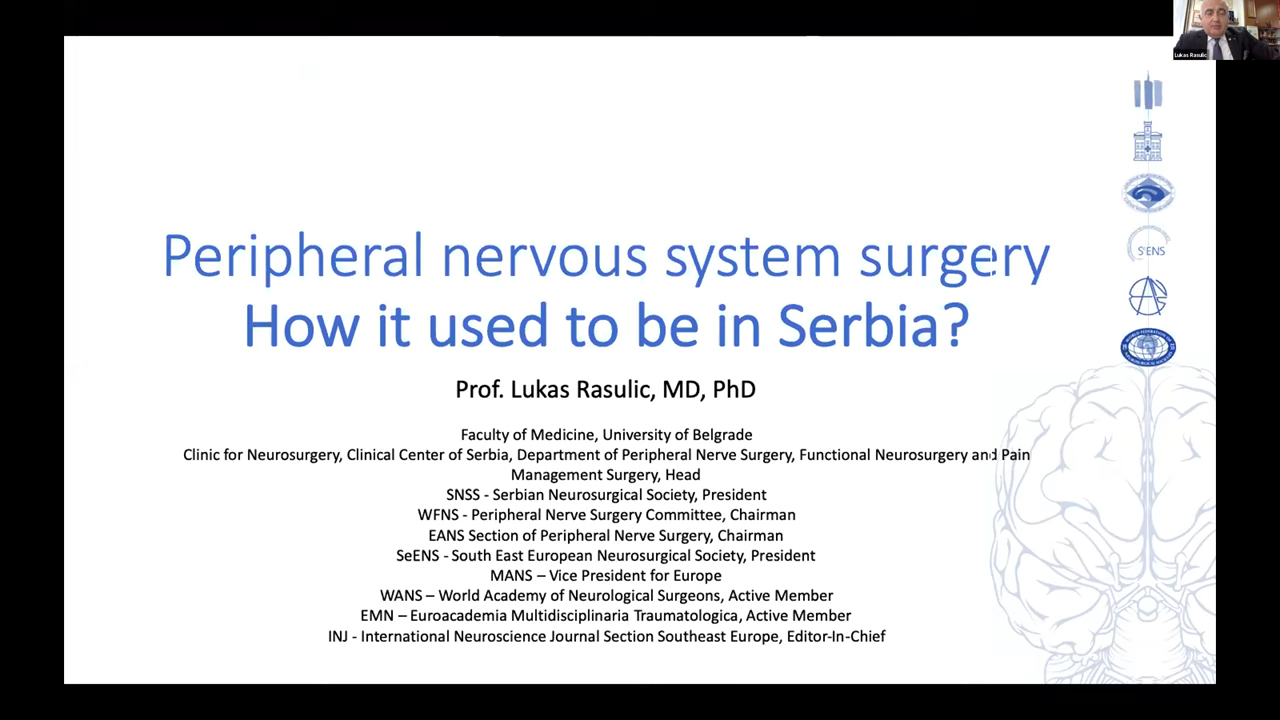 Lukas Rasulic
Peripheral nervous system surgery
How it used to be in Serbia?
Prof. Lukas Rasulic, MD, PhD
Faculty of Medicine, University of Belgrade
Clinic for Neurosurgery, Clinical Center of Serbia, Department of Peripheral Nerve Surgery, Functional Neurosurgery and Pain
Management Surgery, Head
SNSS - Serbian Neurosurgical Society, President
WFNS - Peripheral Nerve Surgery Committee, Chairman
EANS Section of Peripheral Nerve Surgery, Chairman
SeENS - South East European Neurosurgical Society, President
MANS – Vice President for Europe
WANS – World Academy of Neurological Surgeons, Active Member
EMN – Euroacademia Multidisciplinaria Traumatologica, Active Member
INJ - International Neuroscience Journal Section Southeast Europe, Editor-In-Chief
SeENS